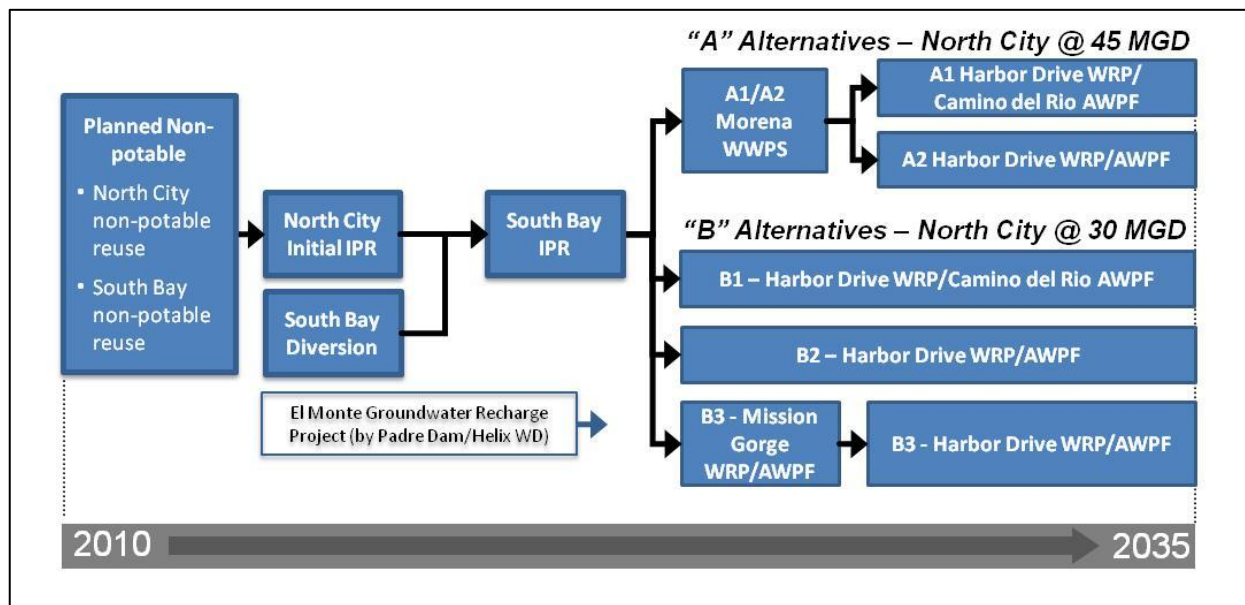 “A” Alternatives – North City @ 45 MGD
Planned Non-
potable
• North City
non-potable
reuse
• South Bay
non-potable
reuse
North City
Initial IPR
South Bay
Diversion
El Monte Groundwater Recharge
Project (by Padre Dam/Helix WD)
South Bay
IPR
A1/A2
Morena
WWPS
A1 Harbor Drive WRP/
Camino del Rio AWPF
A2 Harbor Drive WRP/AWPF
“B” Alternatives – North City @ 30 MGD
B1 – Harbor Drive WRP/Camino del Rio AWPF
B2 – Harbor Drive WRP/AWPF
B3 - Mission
Gorge
WRP/AWPF
B3 - Harbor Drive WRP/AWPF
2010
2035